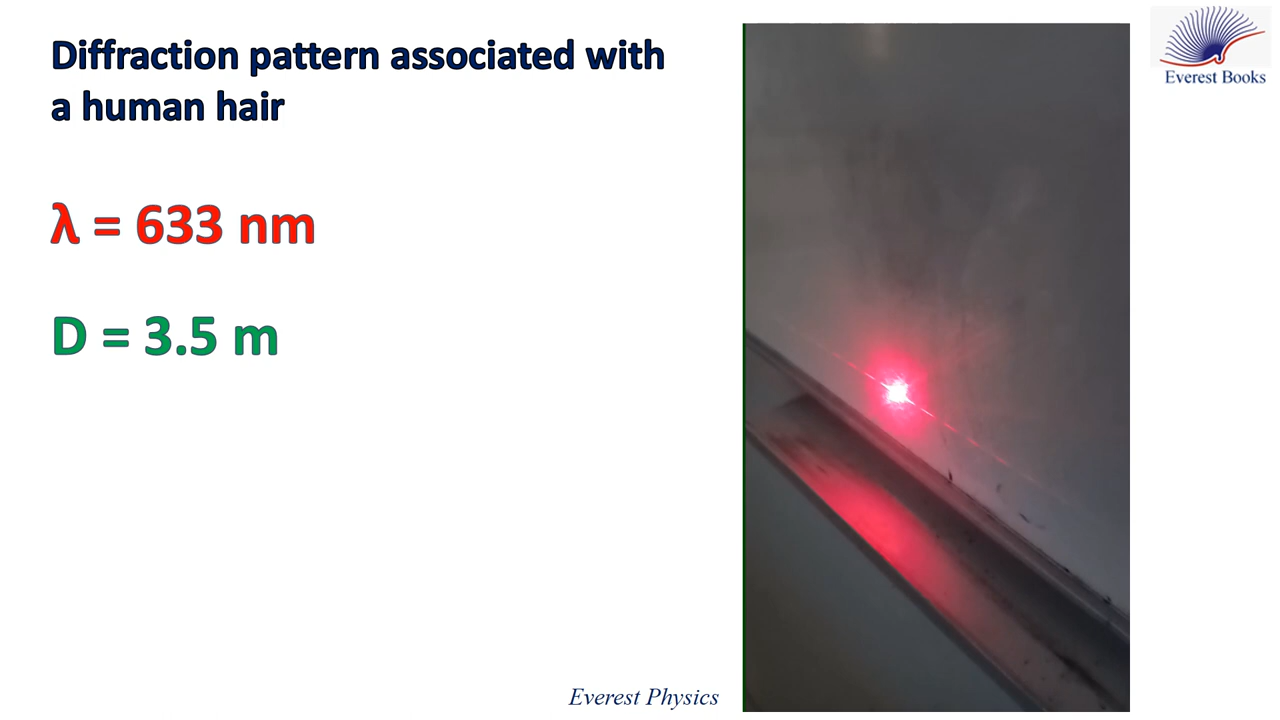 Diffraction pattern associated with
a human hair
λ = 633 nm
D = 3.5 m
Everest Books
Everest Physics